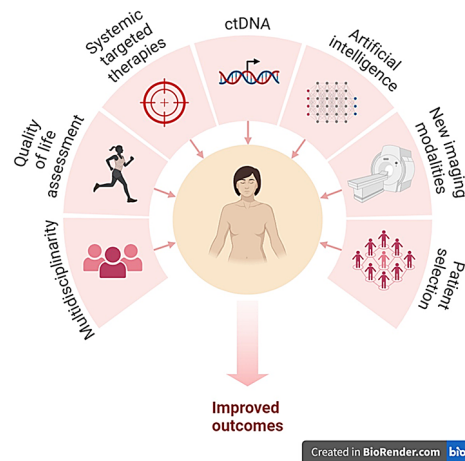 ctDNA
Systemic
targeted
therapies
Artificial
intelligence
Quality
of life
assessment
New imaging
modalities
Multidisciplinarity
Patient
selection
Improved
outcomes
Created in BioRender.com bio